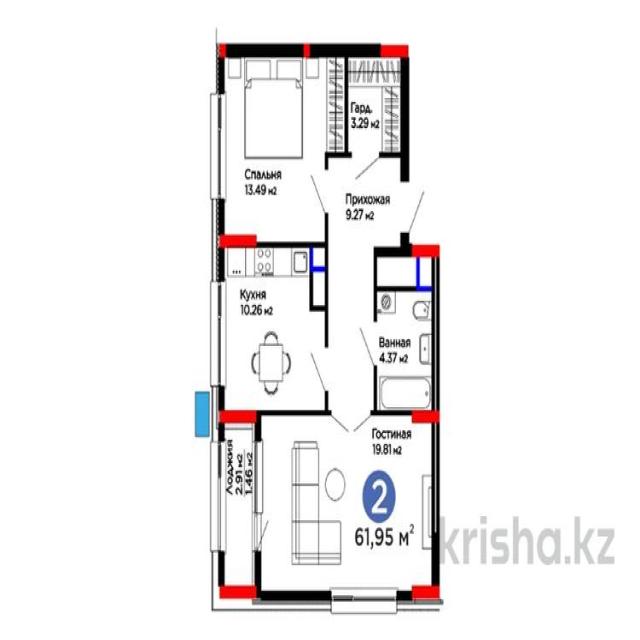 Гард.
3.29 м2
Спальня
13.49 м2
Прихожая
9.27 м2
Кухня
10.26 м2
Ванная
4.37 м2
Гостиная
19.81 м2
Лоджия
2.91 м2
1.46 м2
2
61,95 м2
krisha.kz